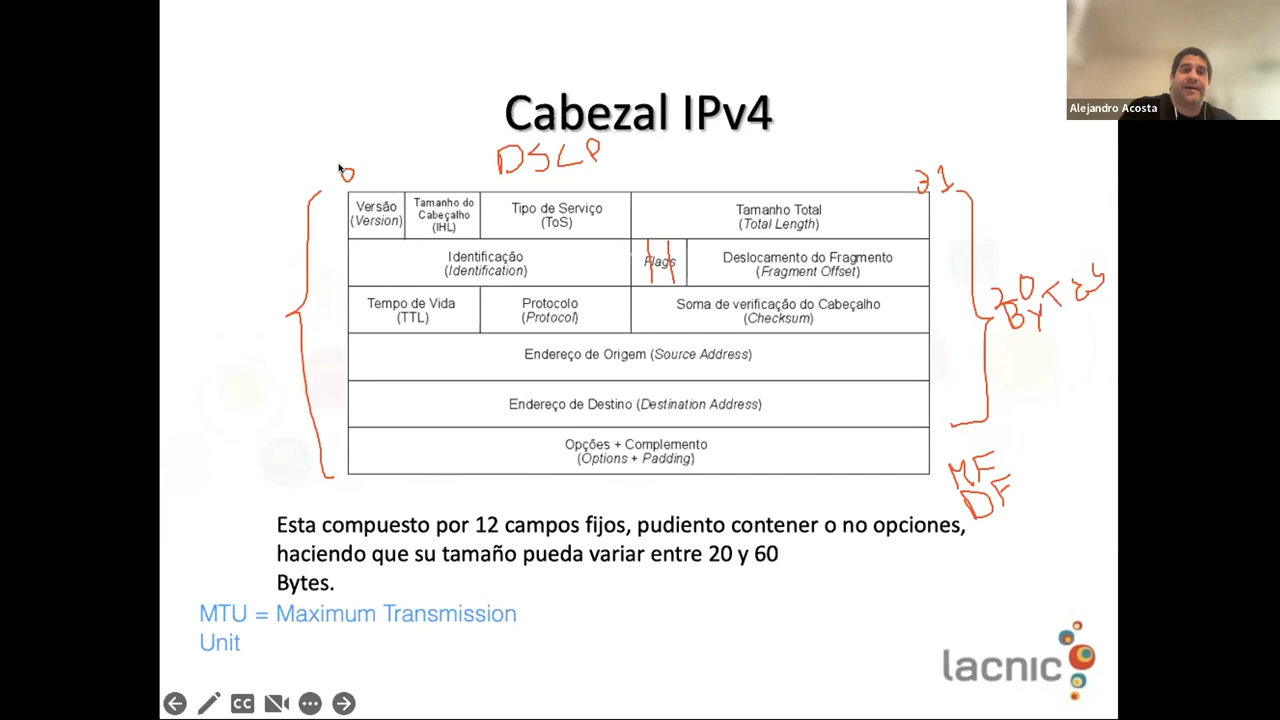 Alejandro Acosta
Cabezal IPv4
DSCP
0
31
Versão
(Version)
Tamanho do
Cabeçalho
(IHL)
Tipo de Serviço
(ToS)
Tamanho Total
(Total Length)
Identificação
(Identification)
Flags
Deslocamento do Fragmento
(Fragment Offset)
20
BYTES
Tempo de Vida
(TTL)
Protocolo
(Protocol)
Soma de verificação do Cabeçalho
(Checksum)
Endereço de Origem (Source Address)
Endereço de Destino (Destination Address)
Opções + Complemento
(Options + Padding)
MF
DF
Esta compuesto por 12 campos fijos, pudiento contener o no opciones,
haciendo que su tamaño pueda variar entre 20 y 60
Bytes.
MTU = Maximum Transmission
Unit
lacnic
CC